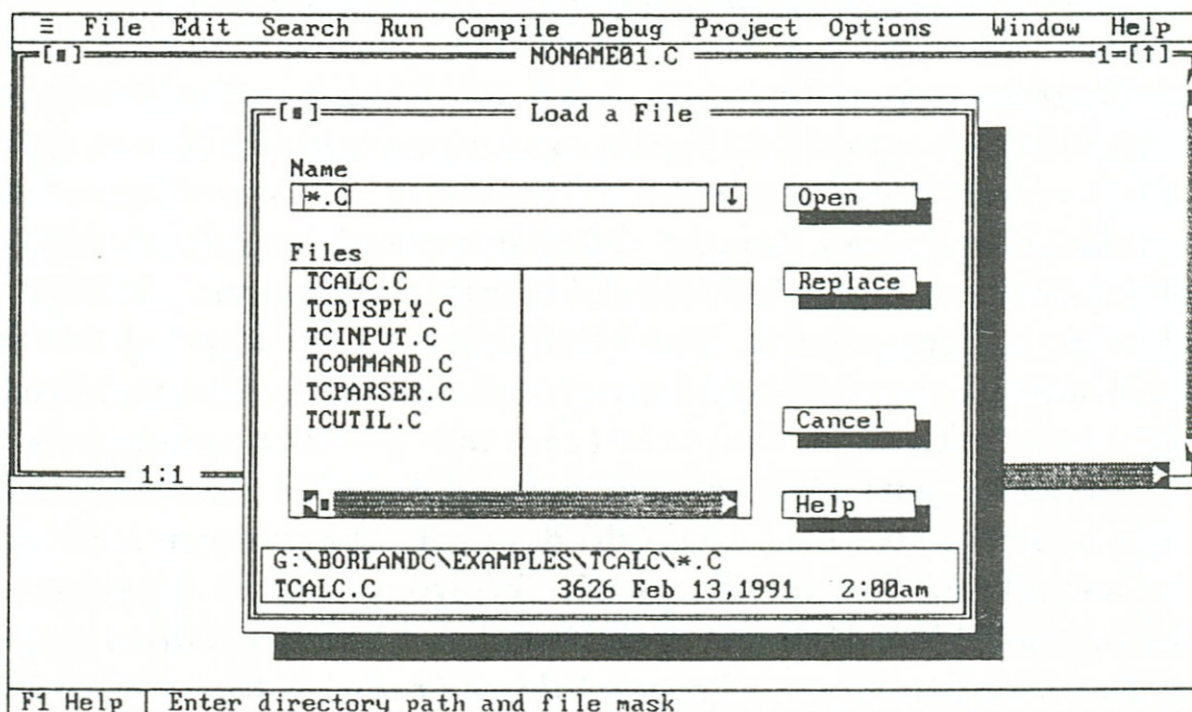 ≡ File Edit Search Run Compile Debug Project Options Window Help
[■] NONAME01.C 1=[↑]
[■] Load a File
Name
*.C ↓ Open
Files
TCALC.C Replace
TCDISPLY.C
TCINPUT.C
TCOMMAND.C
TCPARSER.C
TCUTIL.C Cancel
1:1
Help
G:\BORLANDC\EXAMPLES\TCALC\*.C
TCALC.C 3626 Feb 13,1991 2:00am
F1 Help | Enter directory path and file mask